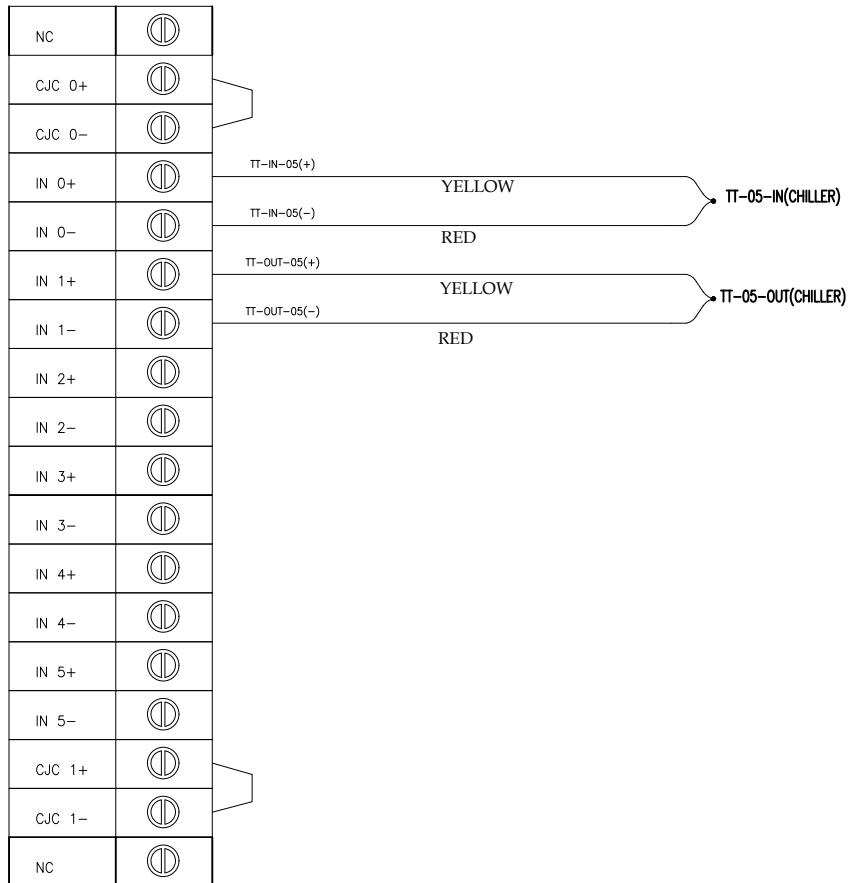 NC
CJC 0+
CJC 0-
IN 0+
TT-IN-05(+)
YELLOW
TT-05-IN(CHILLER)
IN 0-
TT-IN-05(-)
RED
IN 1+
TT-OUT-05(+)
YELLOW
TT-05-OUT(CHILLER)
IN 1-
TT-OUT-05(-)
RED
IN 2+
IN 2-
IN 3+
IN 3-
IN 4+
IN 4-
IN 5+
IN 5-
CJC 1+
CJC 1-
NC